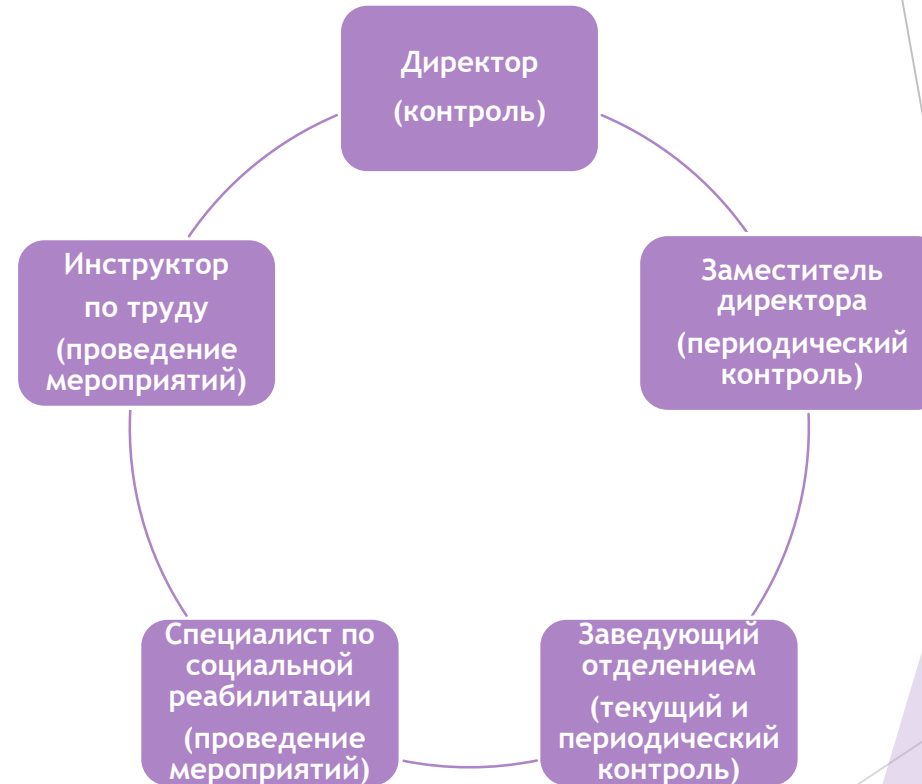 Директор
(контроль)
Заместитель
директора
(периодический
контроль)
Заведующий
отделением
(текущий и
периодический
контроль)
Специалист по
социальной
реабилитации
(проведение
мероприятий)
Инструктор
по труду
(проведение
мероприятий)